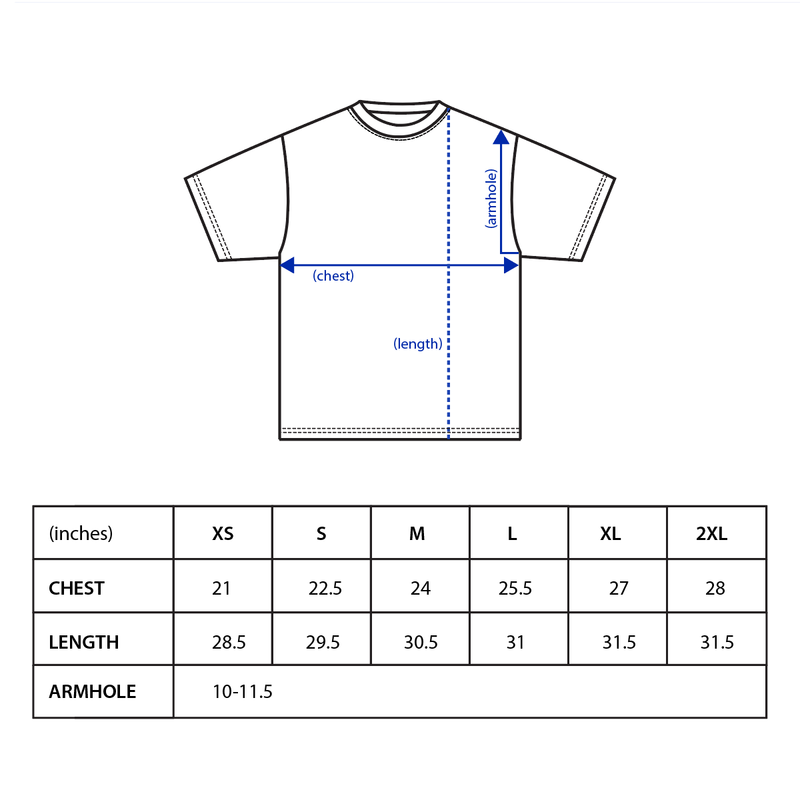 (armhole)
(chest)
(length)
(inches) XS S M L XL 2XL
CHEST 21 22.5 24 25.5 27 28
LENGTH 28.5 29.5 30.5 31 31.5 31.5
ARMHOLE 10-11.5